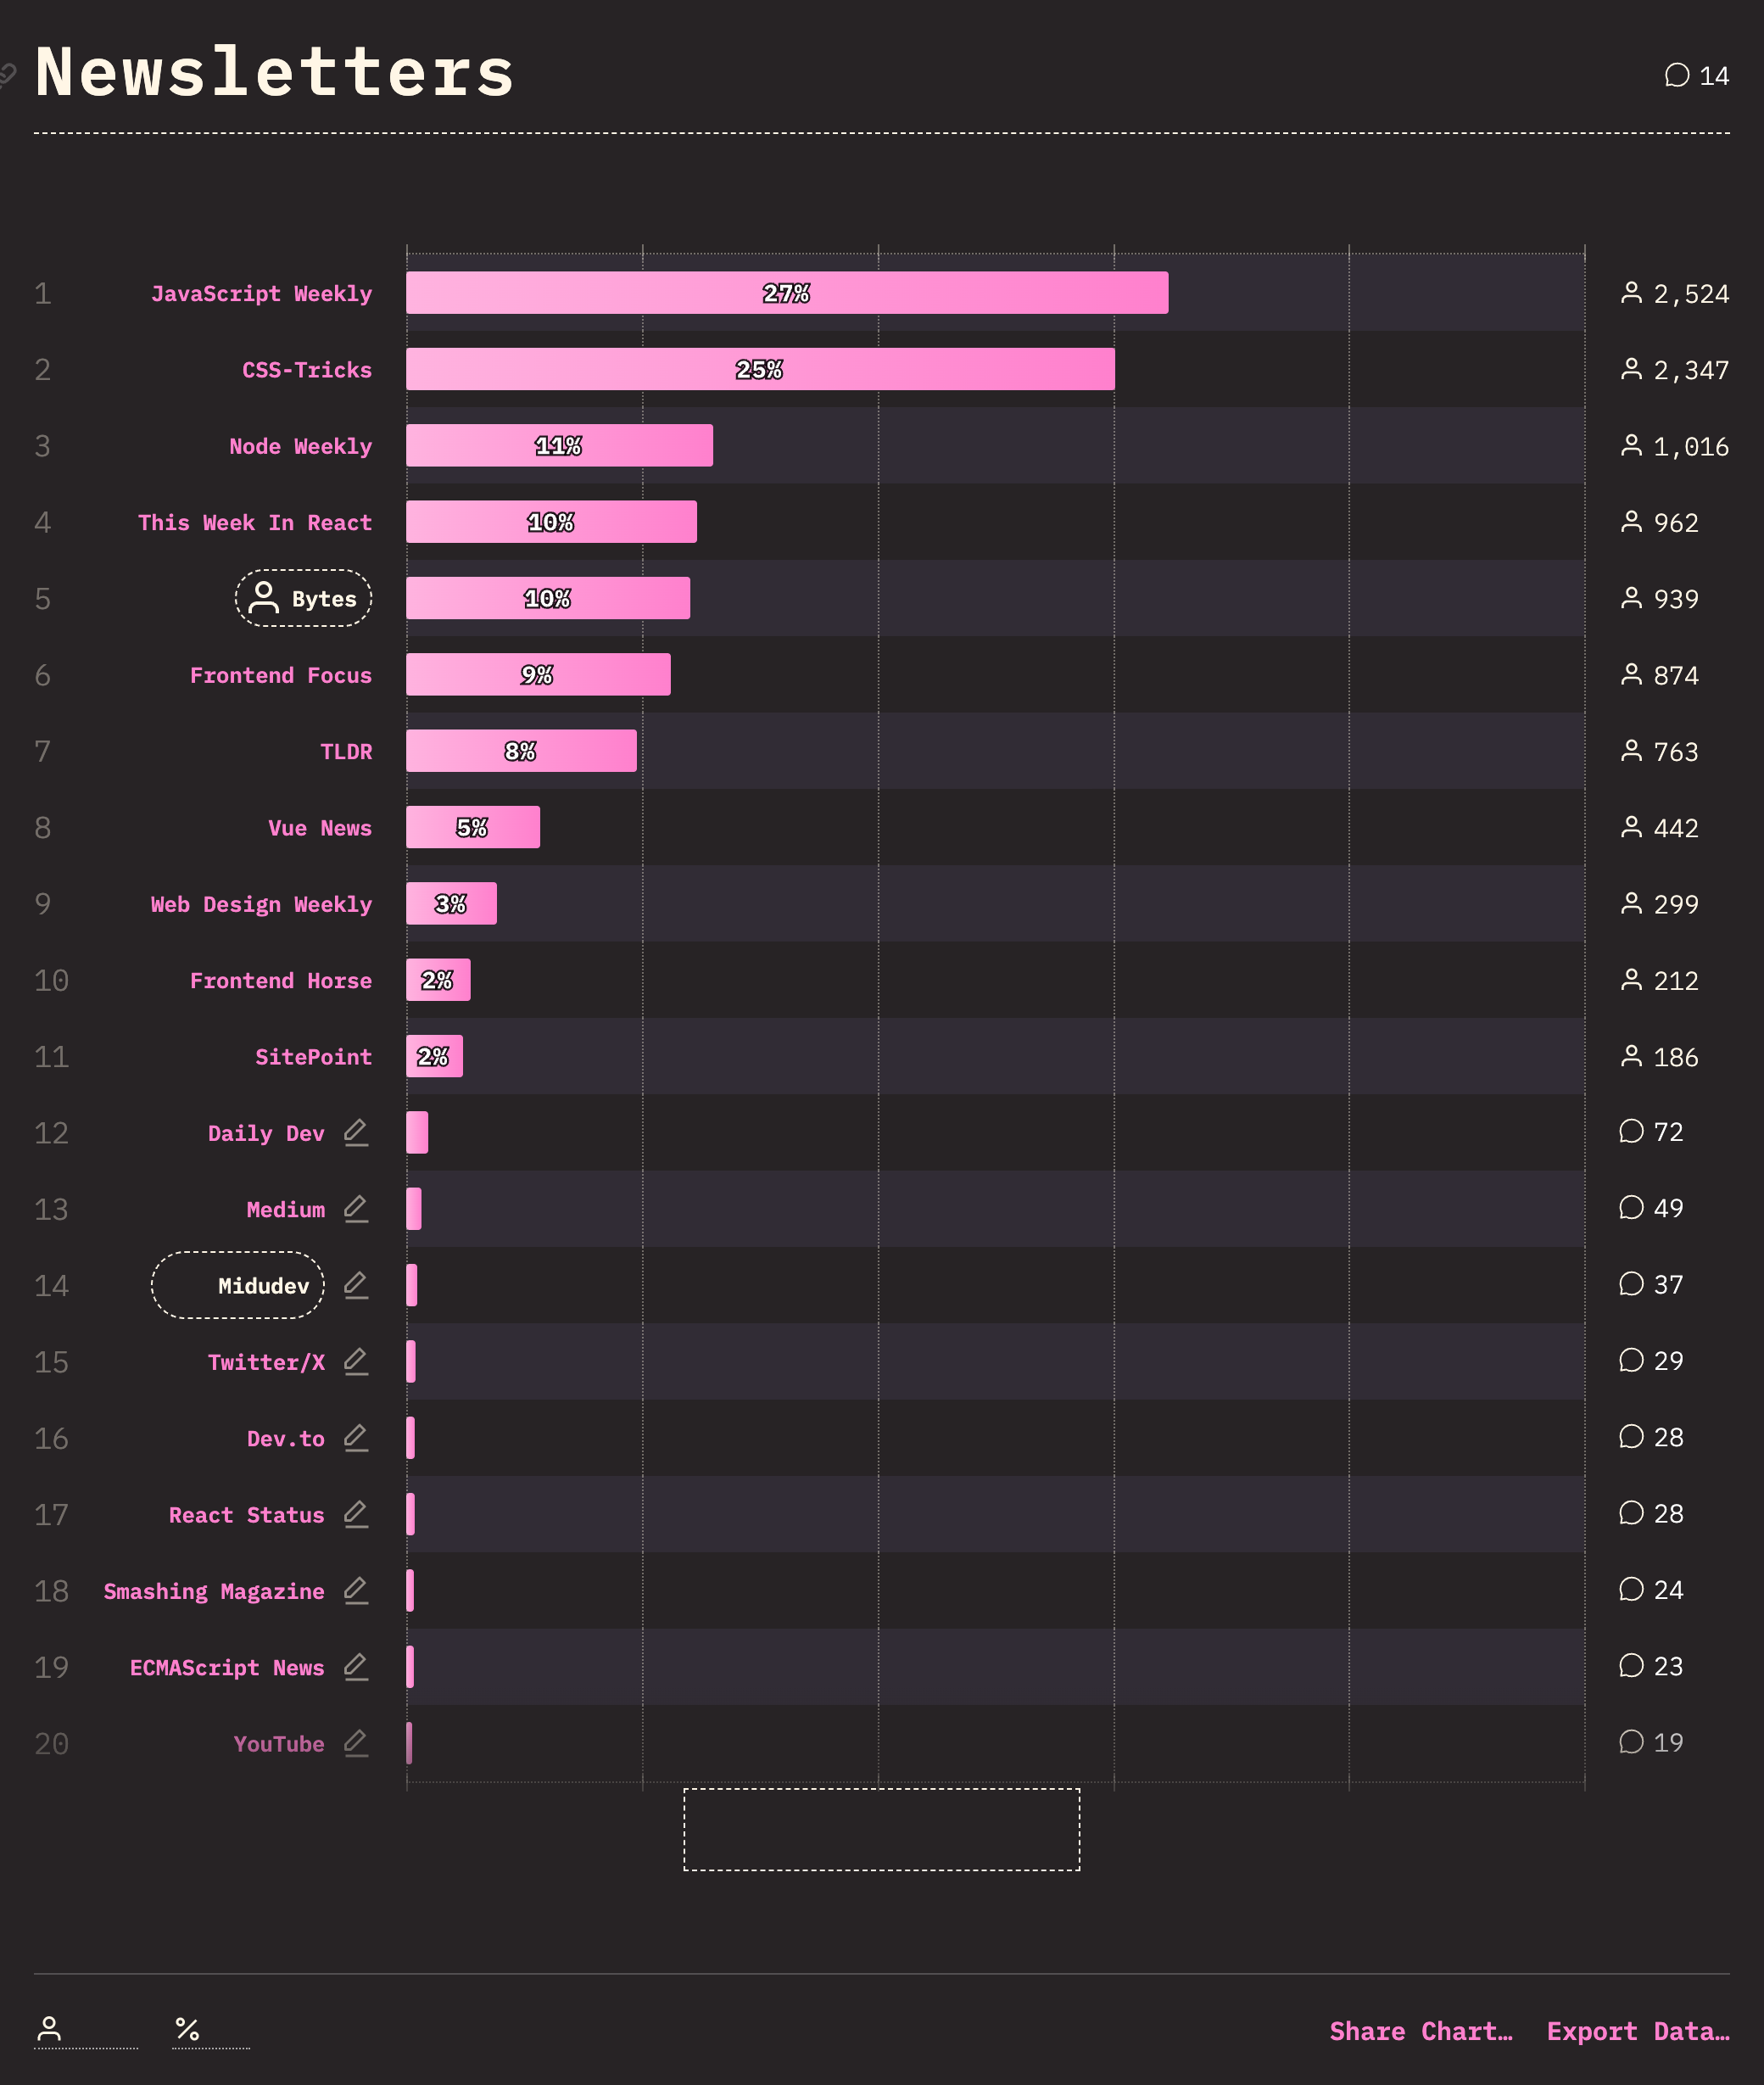 Newsletters
14
1 JavaScript Weekly 27% 2,524
2 CSS-Tricks 25% 2,347
3 Node Weekly 11% 1,016
4 This Week In React 10% 962
5 Bytes 10% 939
6 Frontend Focus 9% 874
7 TLDR 8% 763
8 Vue News 5% 442
9 Web Design Weekly 3% 299
10 Frontend Horse 2% 212
11 SitePoint 2% 186
12 Daily Dev 72
13 Medium 49
14 Midudev 37
15 Twitter/X 29
16 Dev.to 28
17 React Status 28
18 Smashing Magazine 24
19 ECMAScript News 23
20 YouTube 19
% Share Chart… Export Data…